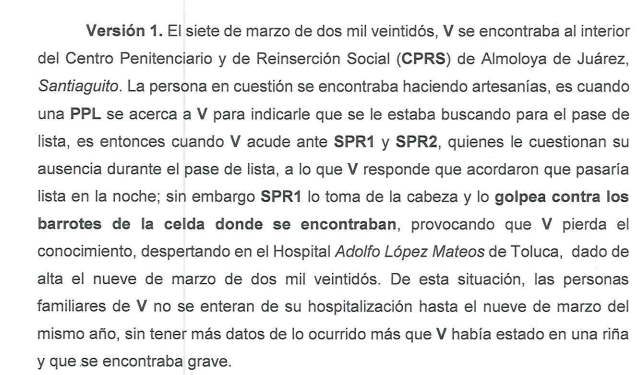 Versión 1. El siete de marzo de dos mil veintidós, V se encontraba al interior
del Centro Penitenciario y de Reinserción Social (CPRS) de Almoloya de Juárez,
Santiaguito. La persona en cuestión se encontraba haciendo artesanías, es cuando
una PPL se acerca a V para indicarle que se le estaba buscando para el pase de
lista, es entonces cuando V acude ante SPR1 y SPR2, quienes le cuestionan su
ausencia durante el pase de lista, a lo que V responde que acordaron que pasaría
lista en la noche; sin embargo SPR1 lo toma de la cabeza y lo golpea contra los
barrotes de la celda donde se encontraban, provocando que V pierda el
conocimiento, despertando en el Hospital Adolfo López Mateos de Toluca, dado de
alta el nueve de marzo de dos mil veintidós. De esta situación, las personas
familiares de V no se enteran de su hospitalización hasta el nueve de marzo del
mismo año, sin tener más datos de lo ocurrido más que V había estado en una riña
y que se encontraba grave.